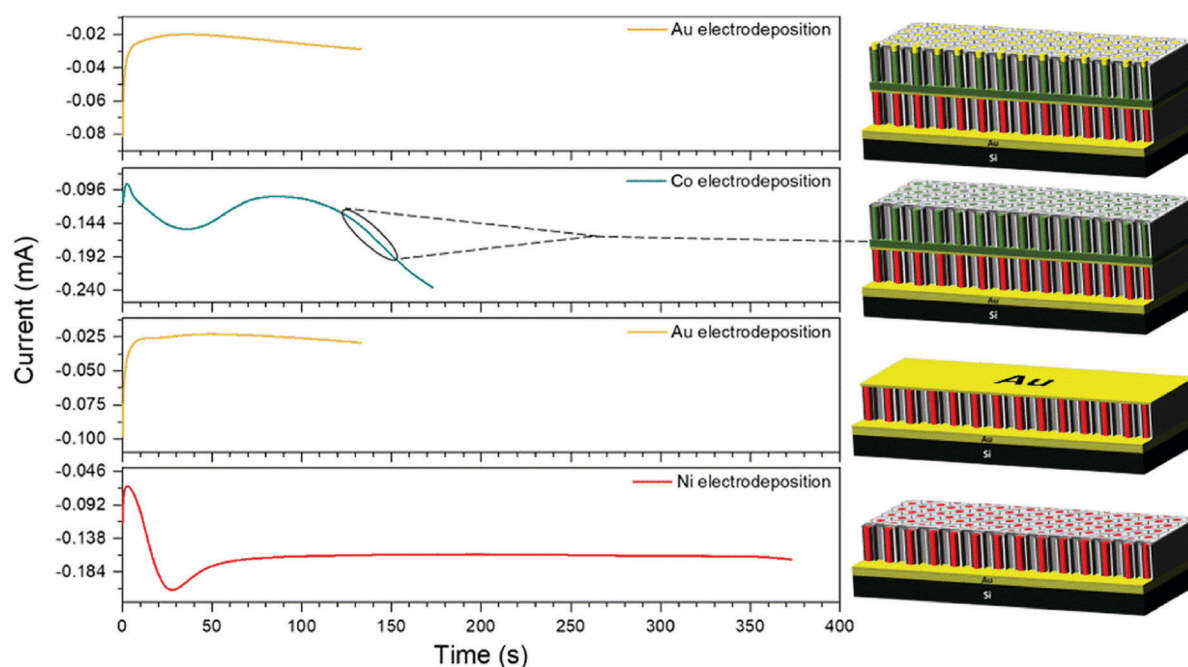 Au electrodeposition
-0.02
-0.04
-0.06
-0.08
Au
Si
Co electrodeposition
-0.096
-0.144
-0.192
-0.240
Au
Si
Current (mA)
Au electrodeposition
-0.025
-0.050
-0.075
-0.100
Au
Au
Si
Ni electrodeposition
-0.046
-0.092
-0.138
-0.184
Au
Si
0 50 100 150 200 250 300 350 400
Time (s)